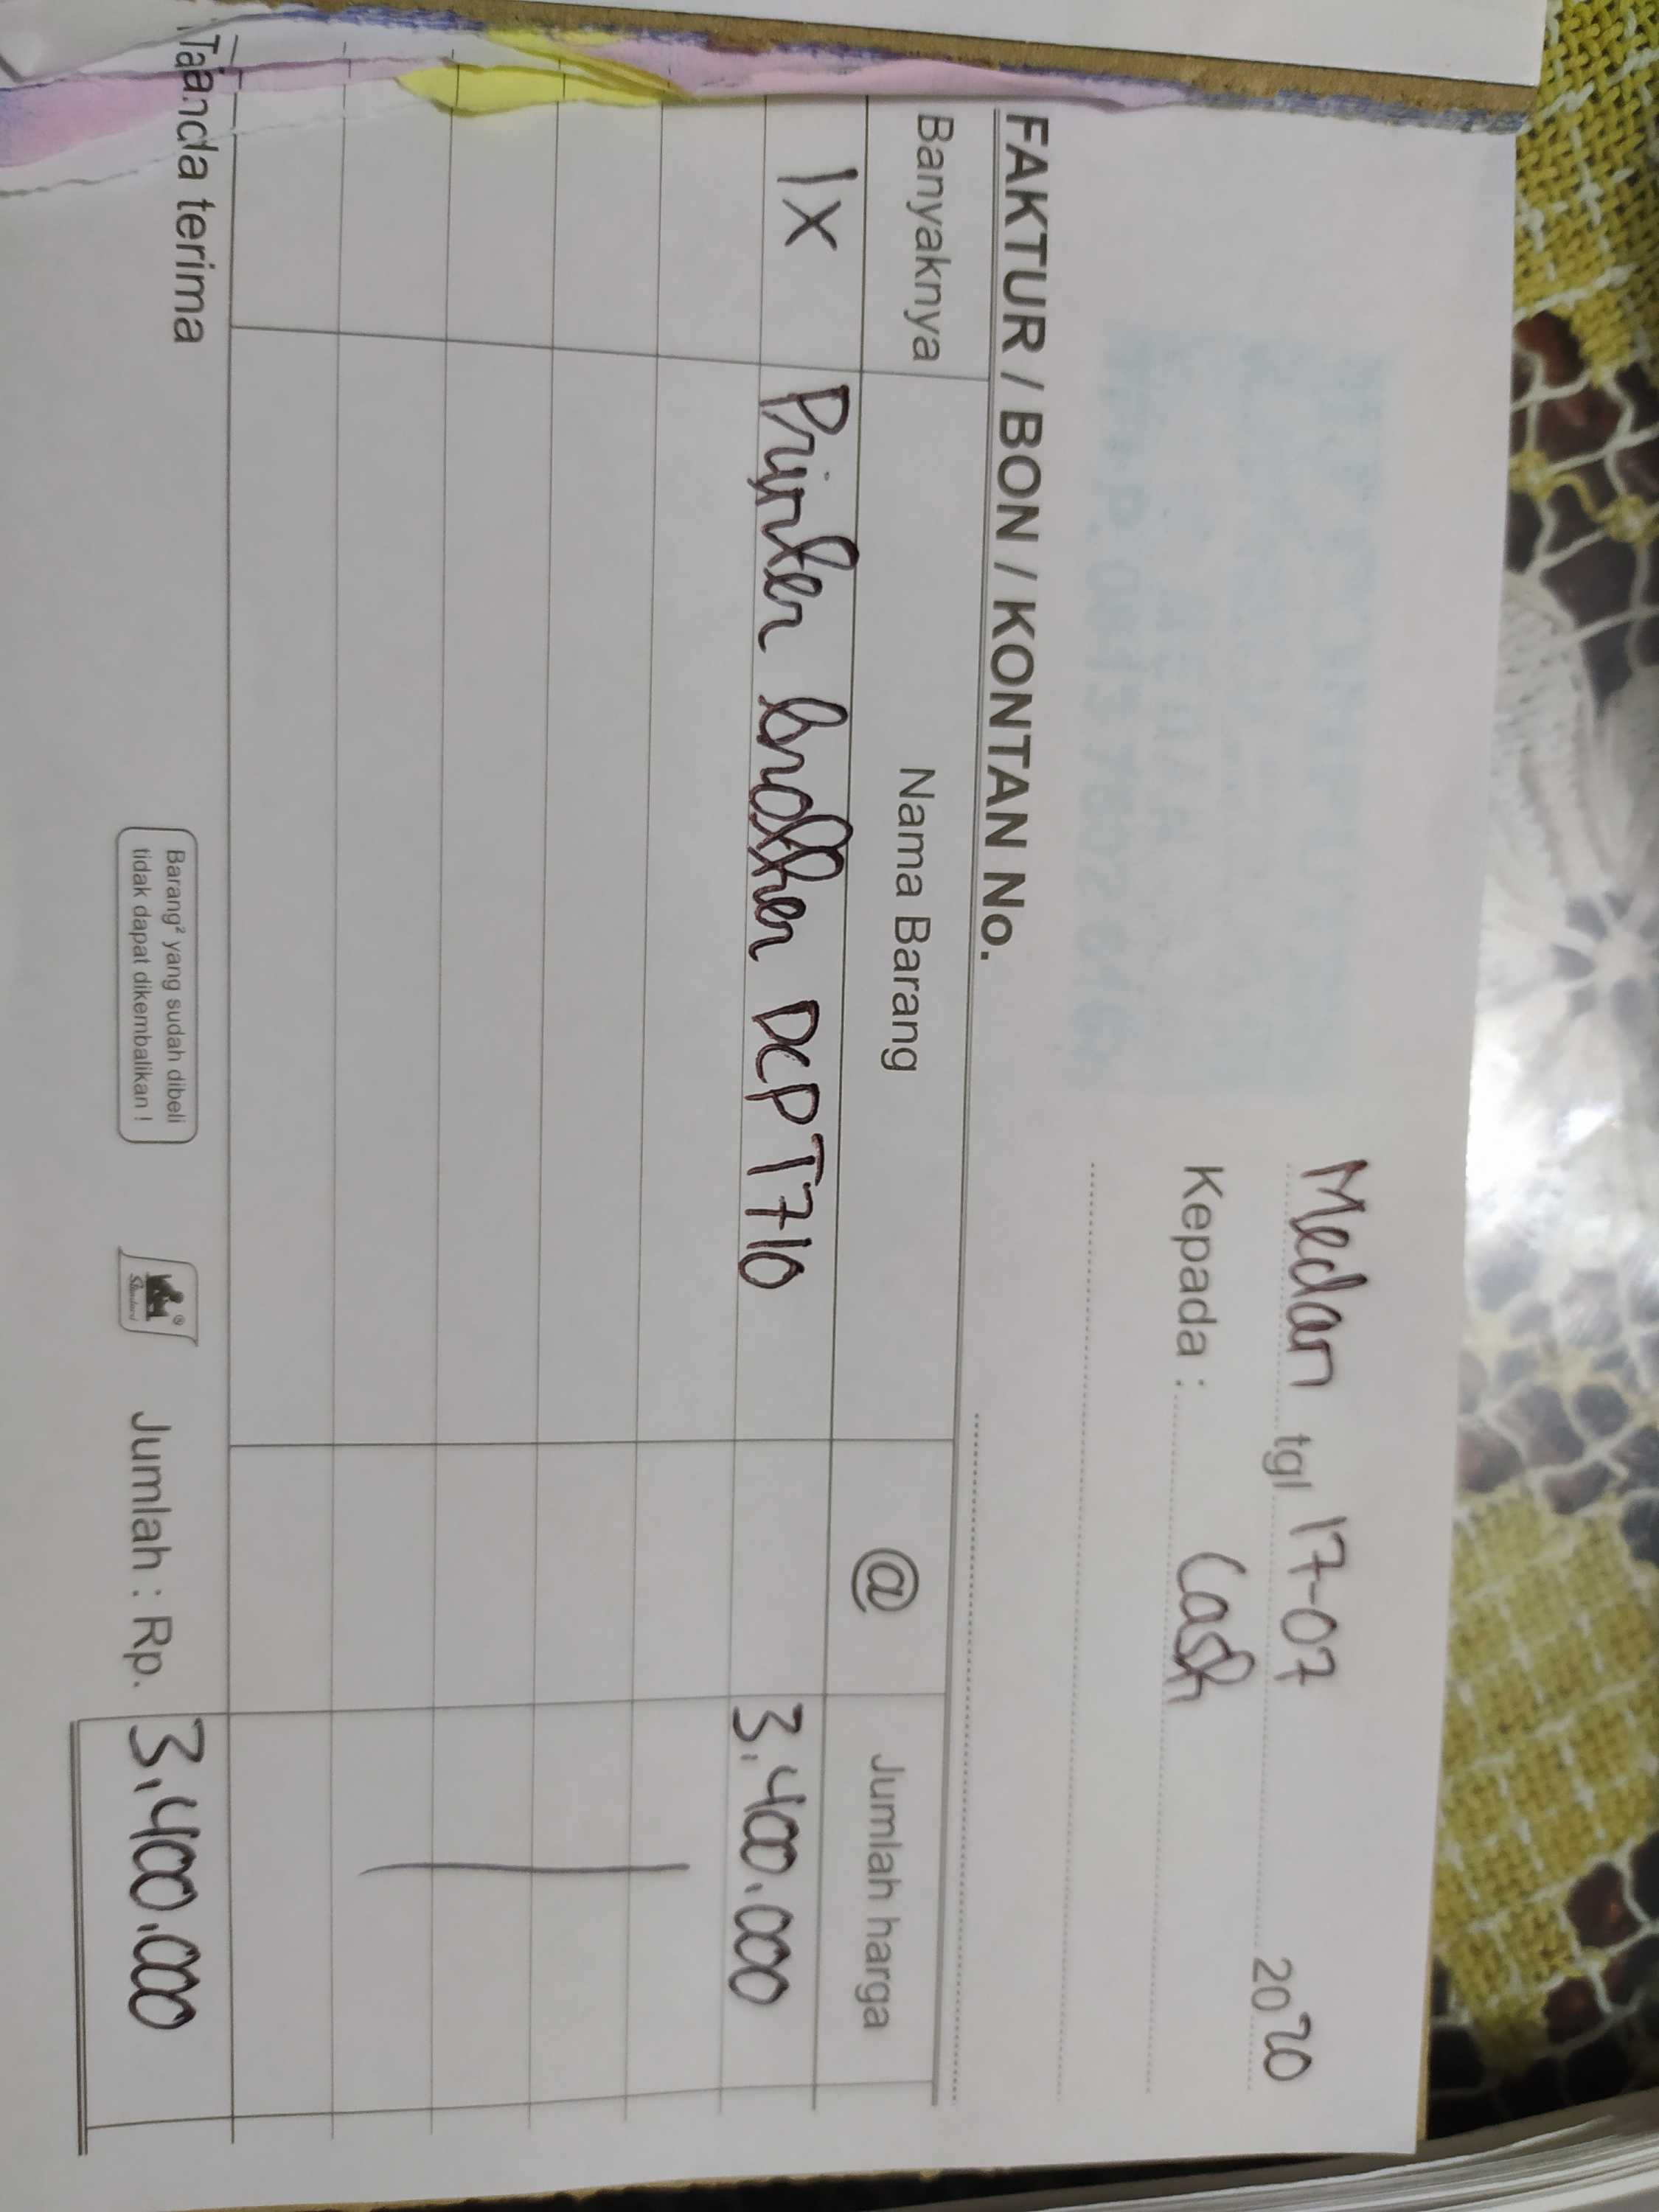 Medan tgl 17-07 2020
Kepada : Cash
FAKTUR / BON / KONTAN No.
Banyaknya Nama Barang @ Jumlah harga
1x Printer brother DCP T710 3.400.000
Tanda terima
Barang² yang sudah dibeli
tidak dapat dikembalikan !
Standard
Jumlah : Rp. 3.400.000